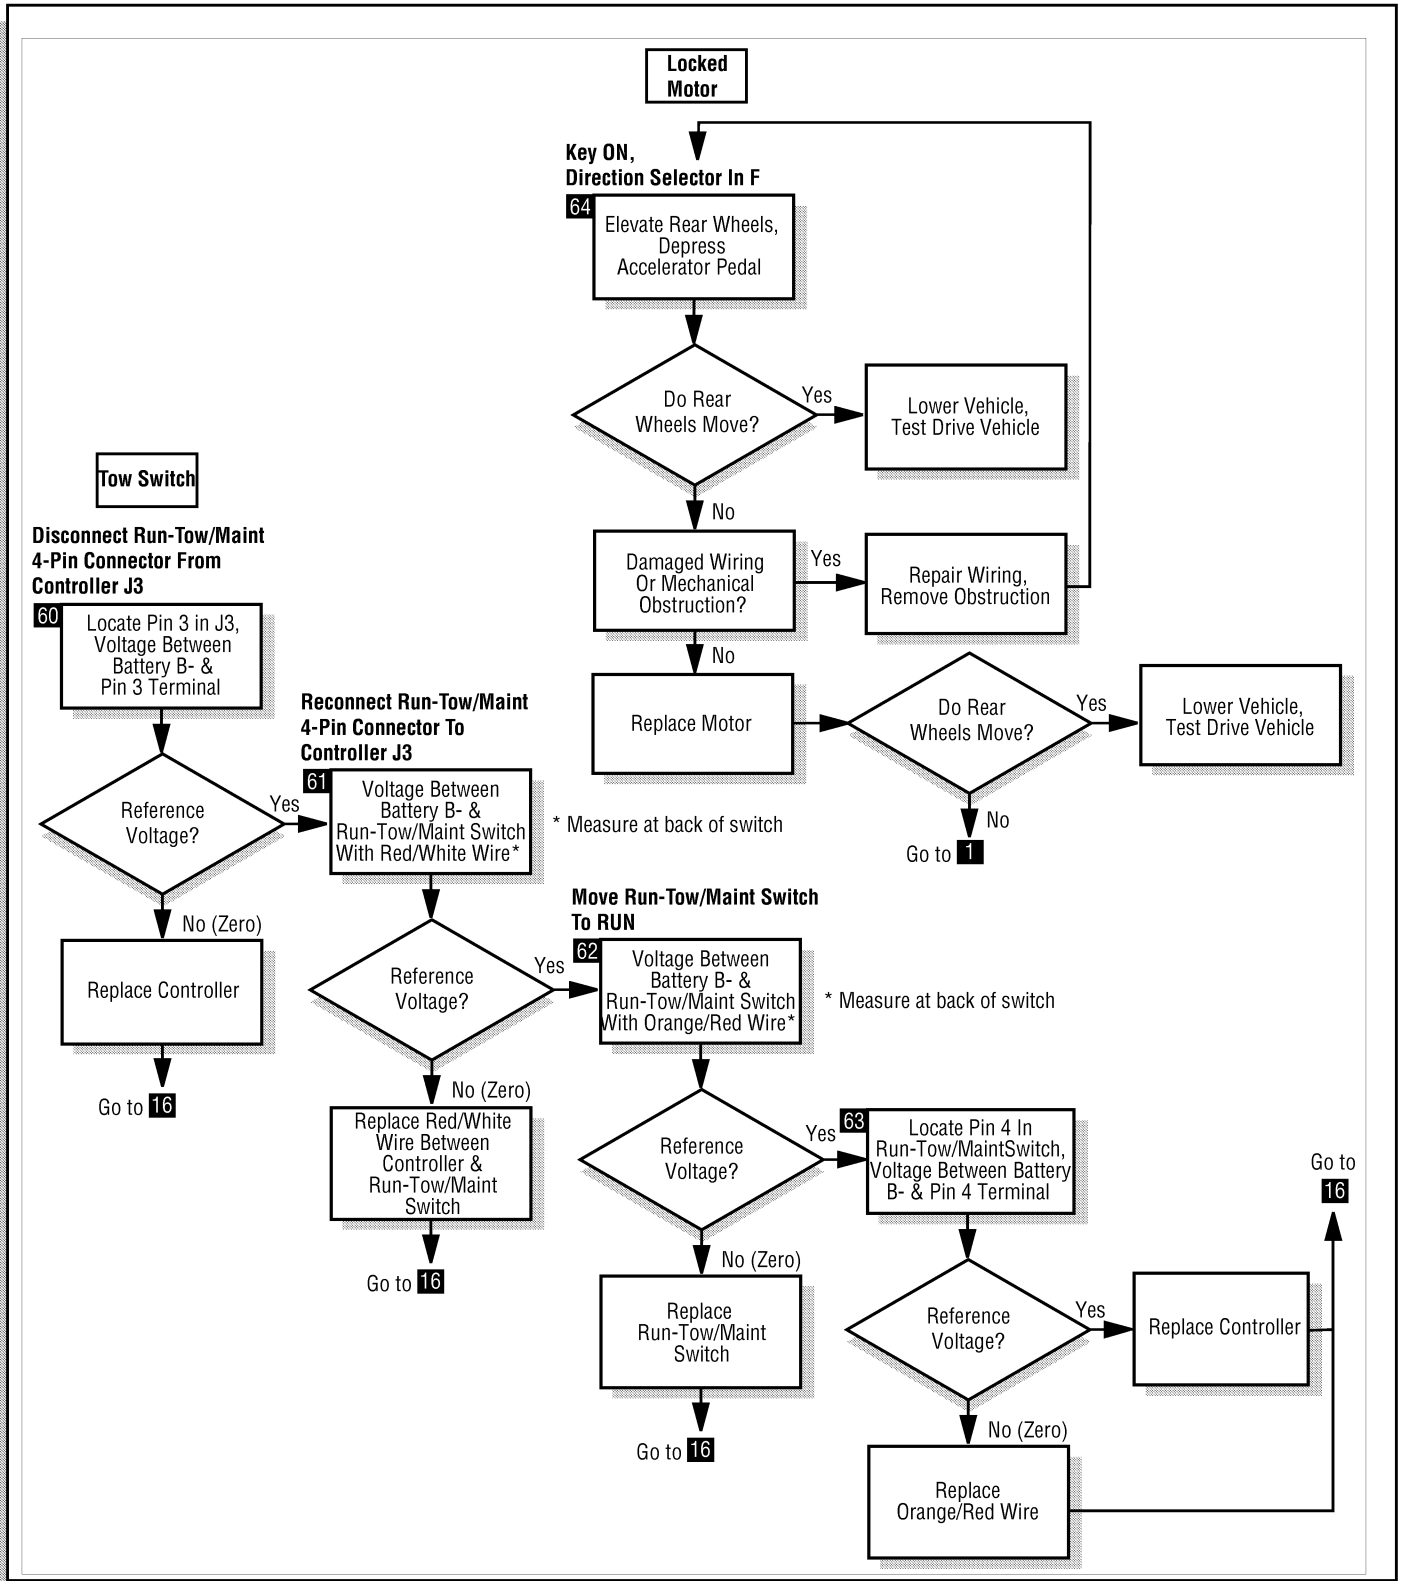 Locked
Motor
Key ON,
Direction Selector In F
64
Elevate Rear Wheels,
Depress
Accelerator Pedal
Do Rear
Wheels Move?
Yes
Lower Vehicle,
Test Drive Vehicle
No
Damaged Wiring
Or Mechanical
Obstruction?
Yes
Repair Wiring,
Remove Obstruction
No
Replace Motor
Do Rear
Wheels Move?
Yes
Lower Vehicle,
Test Drive Vehicle
No
Go to 1
Tow Switch
Disconnect Run-Tow/Maint
4-Pin Connector From
Controller J3
60
Locate Pin 3 in J3,
Voltage Between
Battery B- &
Pin 3 Terminal
Reference
Voltage?
Yes
No (Zero)
Replace Controller
Go to 16
Reconnect Run-Tow/Maint
4-Pin Connector To
Controller J3
61
Voltage Between
Battery B- &
Run-Tow/Maint Switch
With Red/White Wire*
* Measure at back of switch
Reference
Voltage?
Yes
No (Zero)
Replace Red/White
Wire Between
Controller &
Run-Tow/Maint
Switch
Go to 16
Move Run-Tow/Maint Switch
To RUN
62
Voltage Between
Battery B- &
Run-Tow/Maint Switch
With Orange/Red Wire*
* Measure at back of switch
Reference
Voltage?
Yes
No (Zero)
Replace
Run-Tow/Maint
Switch
Go to 16
63
Locate Pin 4 In
Run-Tow/MaintSwitch,
Voltage Between Battery
B- & Pin 4 Terminal
Reference
Voltage?
Yes
Replace Controller
No (Zero)
Replace
Orange/Red Wire
Go to
16